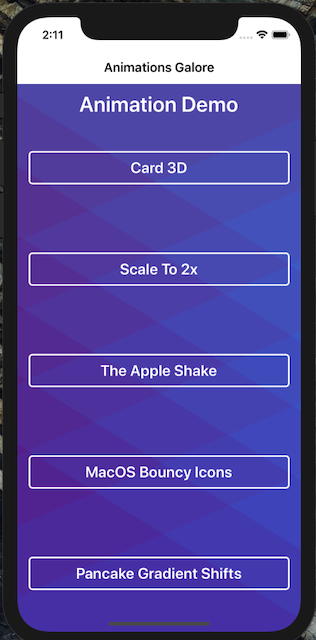 2:11
Animations Galore
Animation Demo
Card 3D
Scale To 2x
The Apple Shake
MacOS Bouncy Icons
Pancake Gradient Shifts